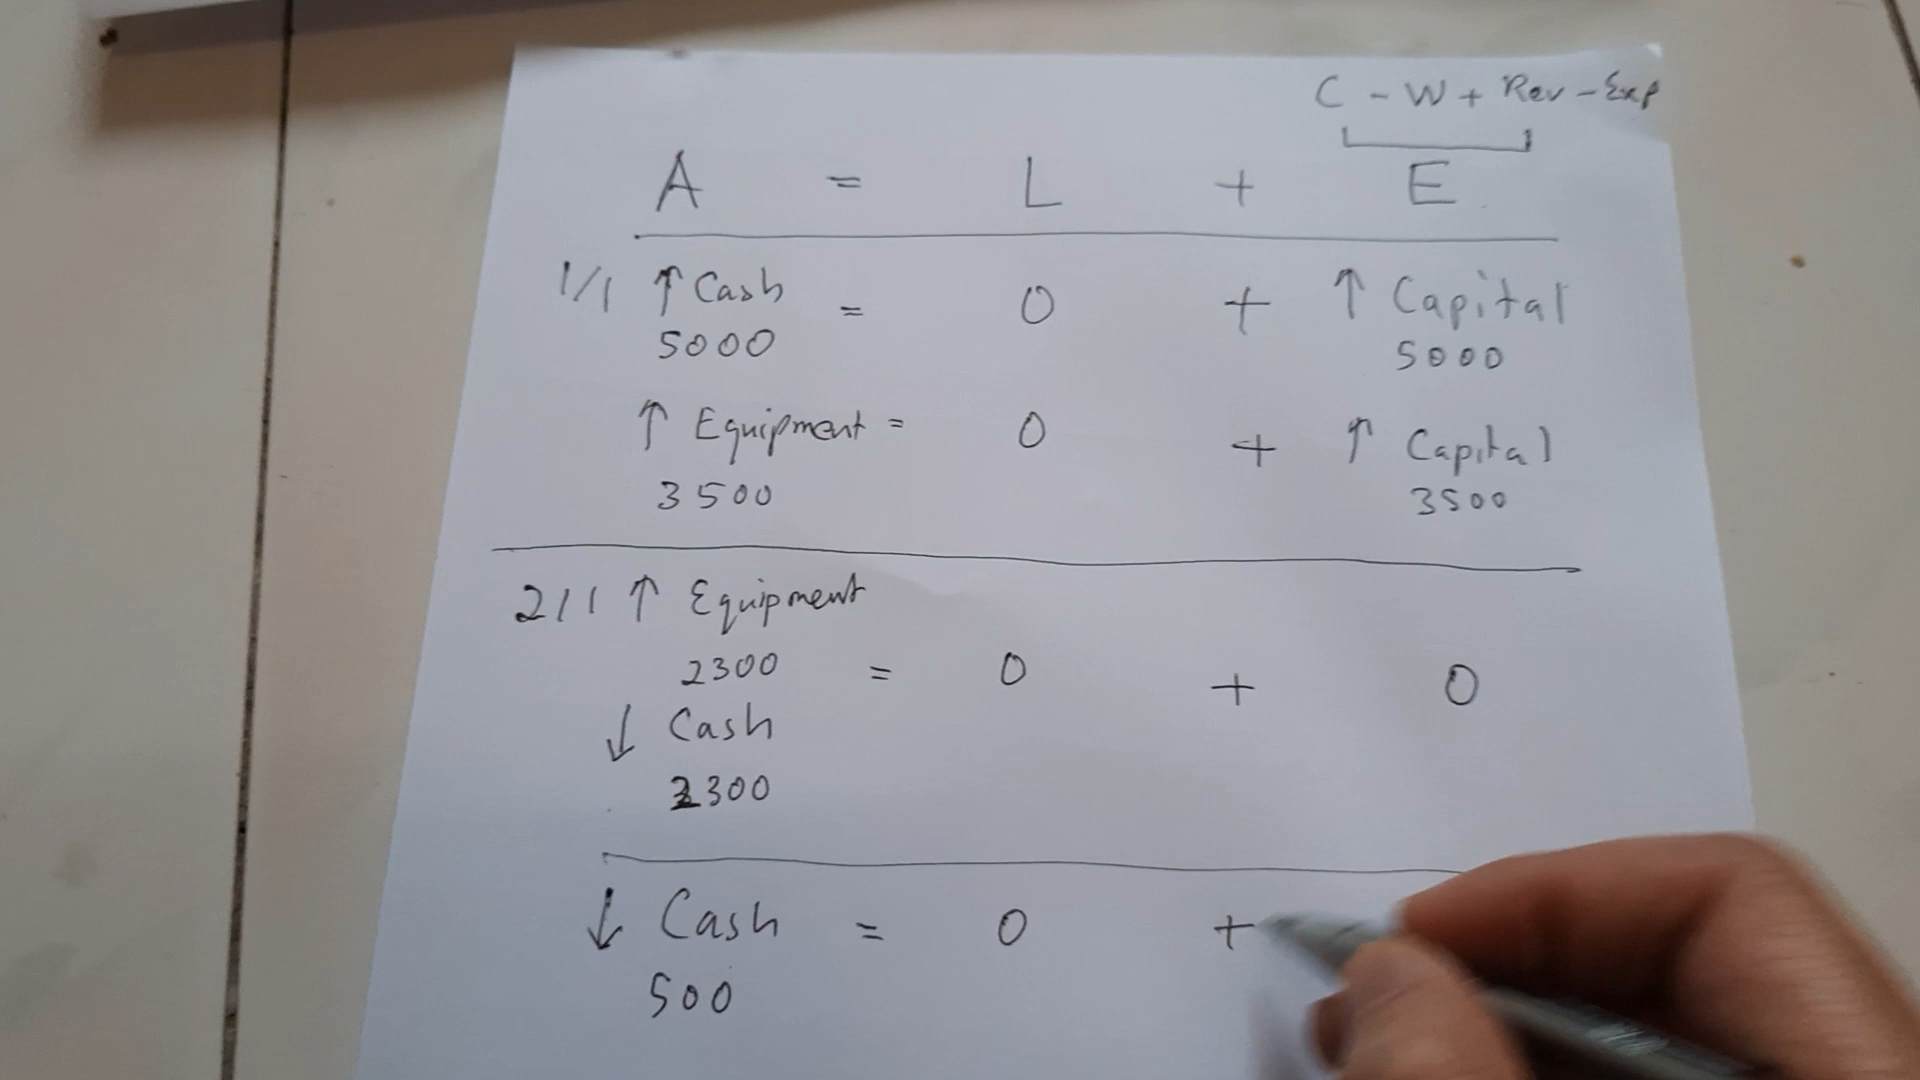 C - W + Rev - Exp
A = L + E
1/1 ↑ Cash = 0 + ↑ Capital
5000 5000
↑ Equipment = 0 + ↑ Capital
3500 3500
2/1 ↑ Equipment
2300 = 0 + 0
↓ Cash
2300
↓ Cash = 0 +
500